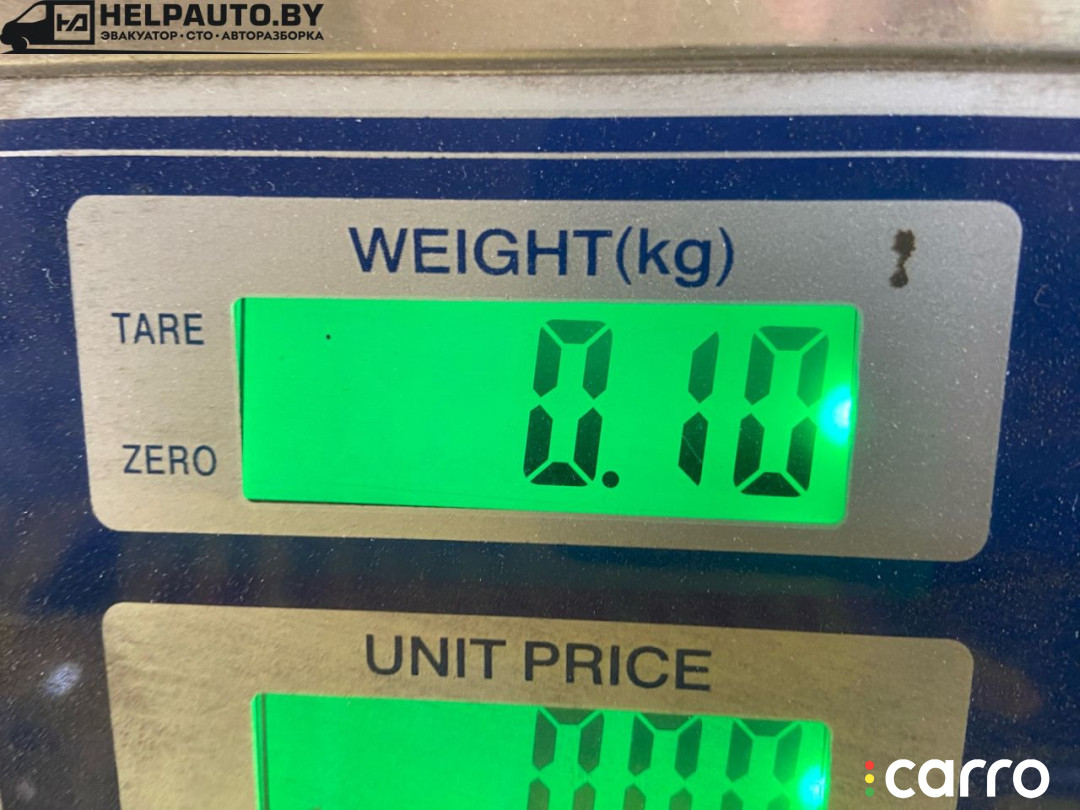 HELPAUTO.BY
ЭВАКУАТОР · СТО · АВТОРАЗБОРКА
WEIGHT(kg)
TARE
0.10
ZERO
UNIT PRICE
carro